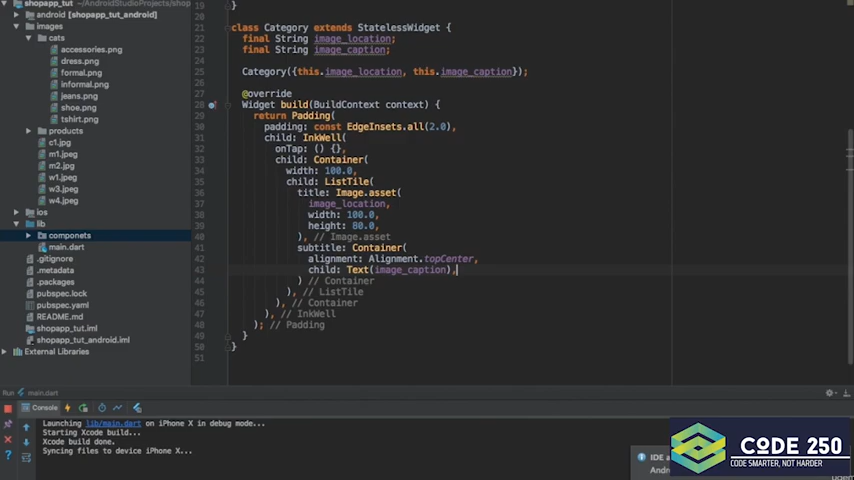 shopapp_tut ~/AndroidStudioProjects/shop
android [shopapp_tut_android]
images
cats
accessories.png
dress.png
formal.png
informal.png
jeans.png
shoe.png
tshirt.png
products
c1.jpg
m1.jpeg
m2.jpg
w1.jpeg
w3.jpeg
w4.jpeg
ios
lib
componets
main.dart
.gitignore
.metadata
.packages
pubspec.lock
pubspec.yaml
README.md
shopapp_tut.iml
shopapp_tut_android.iml
External Libraries
19 }
20
21 class Category extends StatelessWidget {
22 final String image_location;
23 final String image_caption;
24
25 Category({this.image_location, this.image_caption});
26
27 @override
28 Widget build(BuildContext context) {
29 return Padding(
30 padding: const EdgeInsets.all(2.0),
31 child: InkWell(
32 onTap: () {},
33 child: Container(
34 width: 100.0,
35 child: ListTile(
36 title: Image.asset(
37 image_location,
38 width: 100.0,
39 height: 80.0,
40 ), // Image.asset
41 subtitle: Container(
42 alignment: Alignment.topCenter,
43 child: Text(image_caption),
44 ) // Container
45 ), // ListTile
46 ), // Container
47 ), // InkWell
48 ); // Padding
49 }
50 }
51
Run main.dart
Console
Launching lib/main.dart on iPhone X in debug mode...
Starting Xcode build...
Xcode build done.
Syncing files to device iPhone X...
IDE a
Andro
CODE 250
CODE SMARTER, NOT HARDER